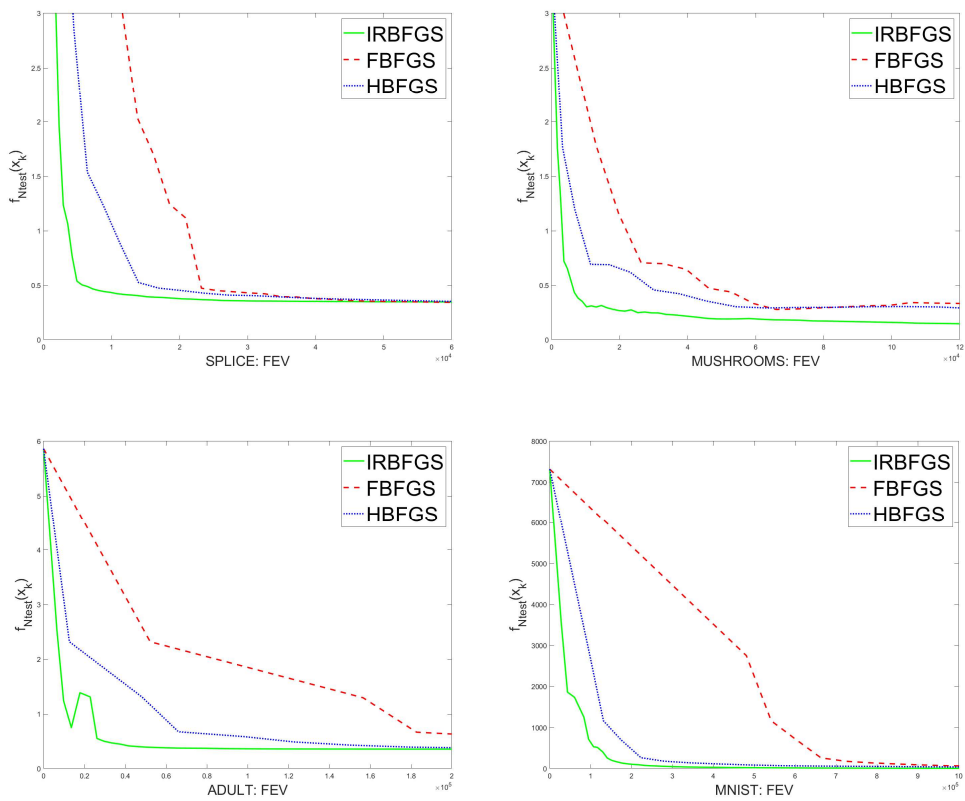 3
2.5
2
1.5
1
0.5
0
f_Ntest(x_k)
IRBFGS
FBFGS
HBFGS
0 1 2 3 4 5 6
×10^4
SPLICE: FEV
3
2.5
2
1.5
1
0.5
0
f_Ntest(x_k)
IRBFGS
FBFGS
HBFGS
0 2 4 6 8 10 12
×10^4
MUSHROOMS: FEV
6
5
4
3
2
1
0
f_Ntest(x_k)
IRBFGS
FBFGS
HBFGS
0 0.2 0.4 0.6 0.8 1 1.2 1.4 1.6 1.8 2
×10^5
ADULT: FEV
8000
7000
6000
5000
4000
3000
2000
1000
0
f_Ntest(x_k)
IRBFGS
FBFGS
HBFGS
0 1 2 3 4 5 6 7 8 9 10
×10^5
MNIST: FEV